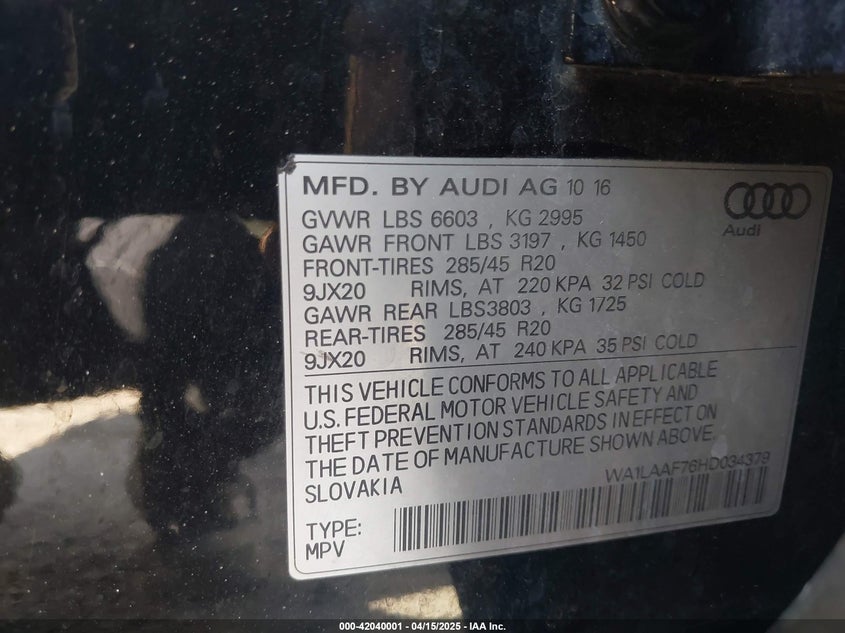 MFD. BY AUDI AG 10 16
GVWR LBS 6603 , KG 2995
GAWR FRONT LBS 3197 , KG 1450
FRONT-TIRES 285/45 R20
9JX20 RIMS, AT 220 KPA 32 PSI COLD
GAWR REAR LBS3803 , KG 1725
REAR-TIRES 285/45 R20
9JX20 RIMS, AT 240 KPA 35 PSI COLD
Audi
THIS VEHICLE CONFORMS TO ALL APPLICABLE
U.S. FEDERAL MOTOR VEHICLE SAFETY AND
THEFT PREVENTION STANDARDS IN EFFECT ON
THE DATE OF MANUFACTURE SHOWN ABOVE.
SLOVAKIA
WA1LAAF76HD034379
TYPE:
MPV
000-42040001 - 04/15/2025 - IAA Inc.